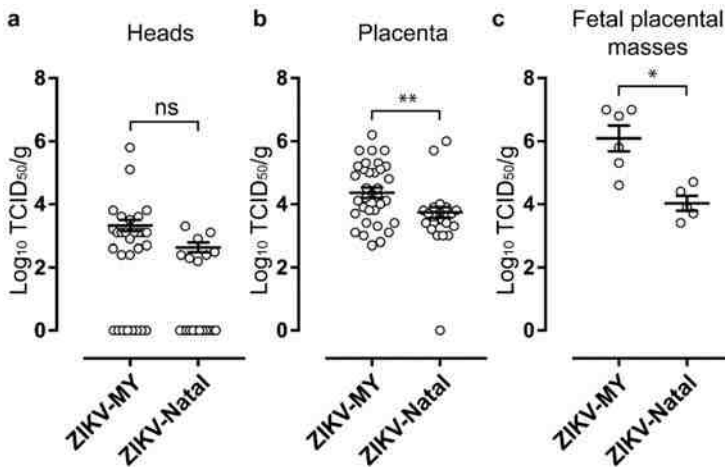 a
Heads
Log₁₀ TCID₅₀/g
8
6
4
2
0
ns
ZIKV-MY
ZIKV-Natal
b
Placenta
Log₁₀ TCID₅₀/g
8
6
4
2
0
**
ZIKV-MY
ZIKV-Natal
c
Fetal placental
masses
Log₁₀ TCID₅₀/g
8
6
4
2
0
*
ZIKV-MY
ZIKV-Natal